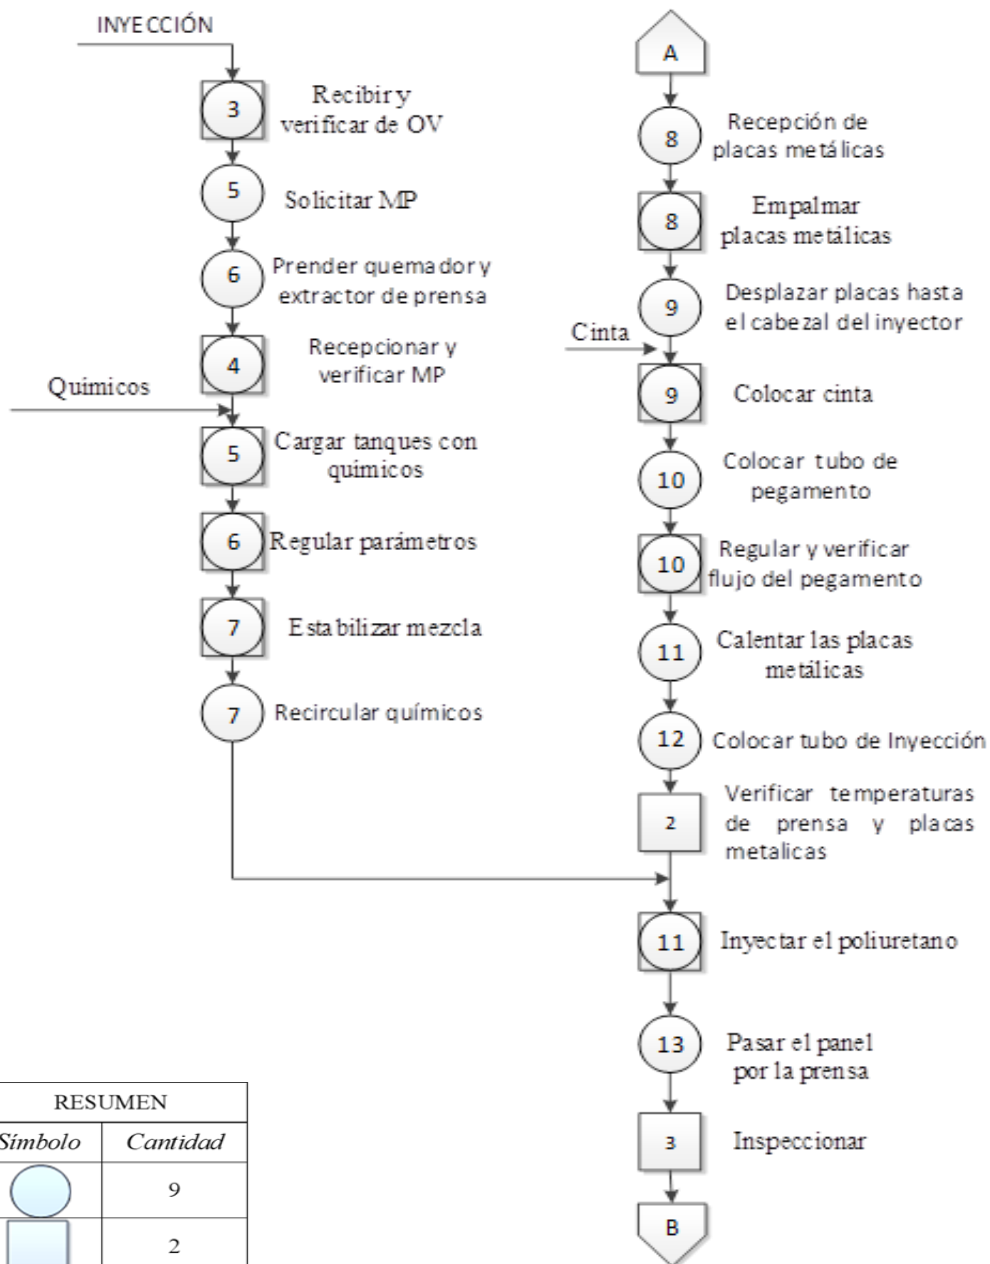 INYECCIÓN
3
Recibir y
verificar de OV
5
Solicitar MP
6
Prender quemador y
extractor de prensa
4
Recepcionar y
verificar MP
Químicos
5
Cargar tanques con
químicos
6
Regular parámetros
7
Estabilizar mezcla
7
Recircular químicos
A
8
Recepción de
placas metálicas
8
Empalmar
placas metálicas
9
Desplazar placas hasta
el cabezal del inyector
Cinta
9
Colocar cinta
10
Colocar tubo de
pegamento
10
Regular y verificar
flujo del pegamento
11
Calentar las placas
metálicas
12
Colocar tubo de Inyección
2
Verificar temperaturas
de prensa y placas
metalicas
11
Inyectar el poliuretano
13
Pasar el panel
por la prensa
3
Inspeccionar
B
RESUMEN
Símbolo Cantidad
9
2